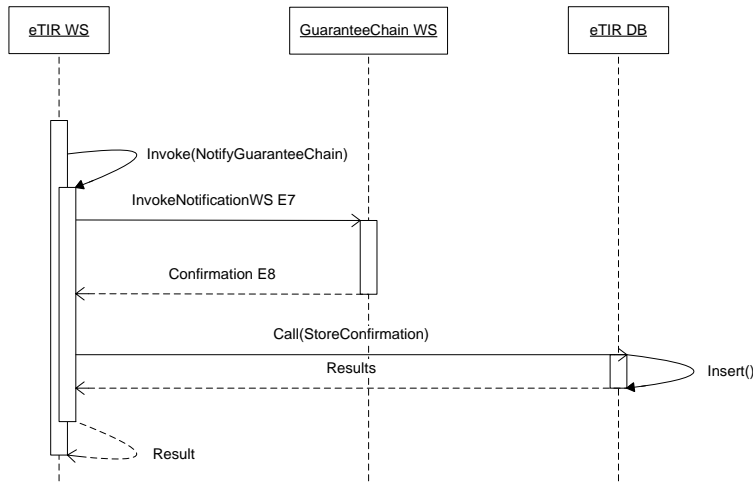 eTIR WS
GuaranteeChain WS
eTIR DB
Invoke(NotifyGuaranteeChain)
InvokeNotificationWS E7
Confirmation E8
Call(StoreConfirmation)
Results
Insert()
Result